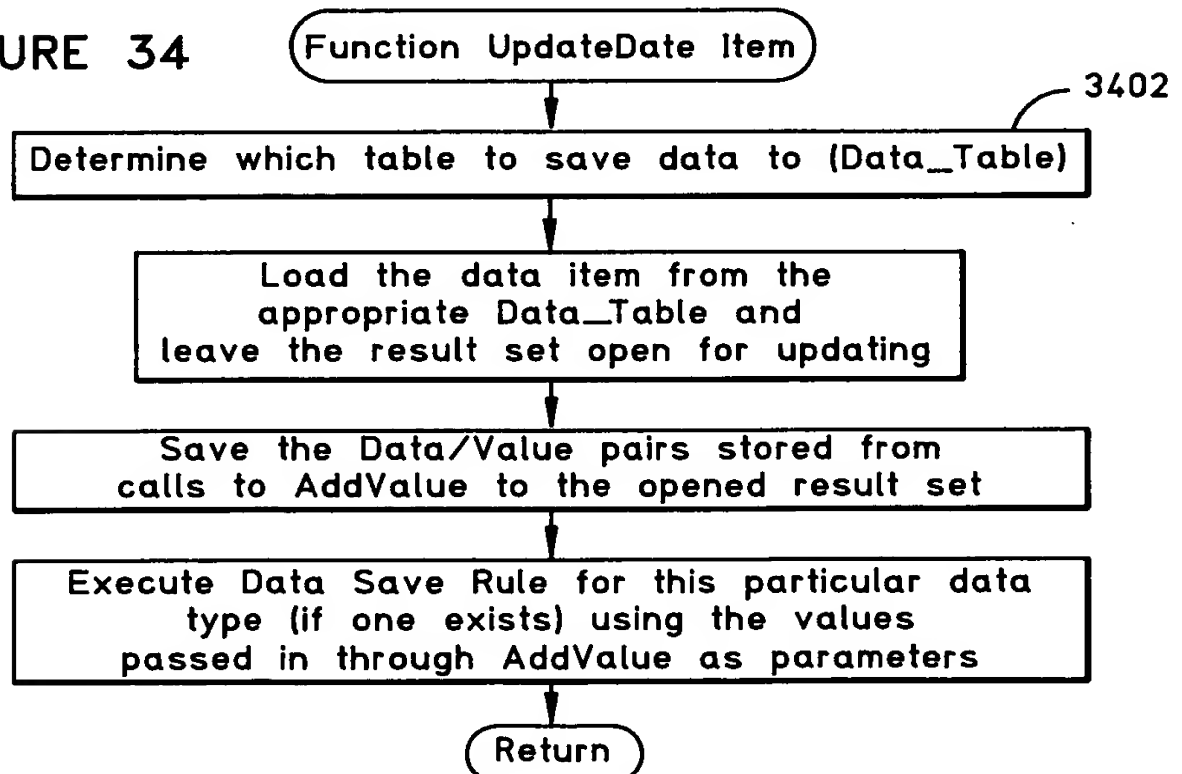 URE 34
Function UpdateDate Item
3402
Determine which table to save data to (Data_Table)
Load the data item from the
appropriate Data_Table and
leave the result set open for updating
Save the Data/Value pairs stored from
calls to AddValue to the opened result set
Execute Data Save Rule for this particular data
type (if one exists) using the values
passed in through AddValue as parameters
Return